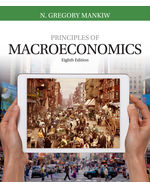 N. GREGORY MANKIW
PRINCIPLES OF
MACROECONOMICS
Eighth Edition